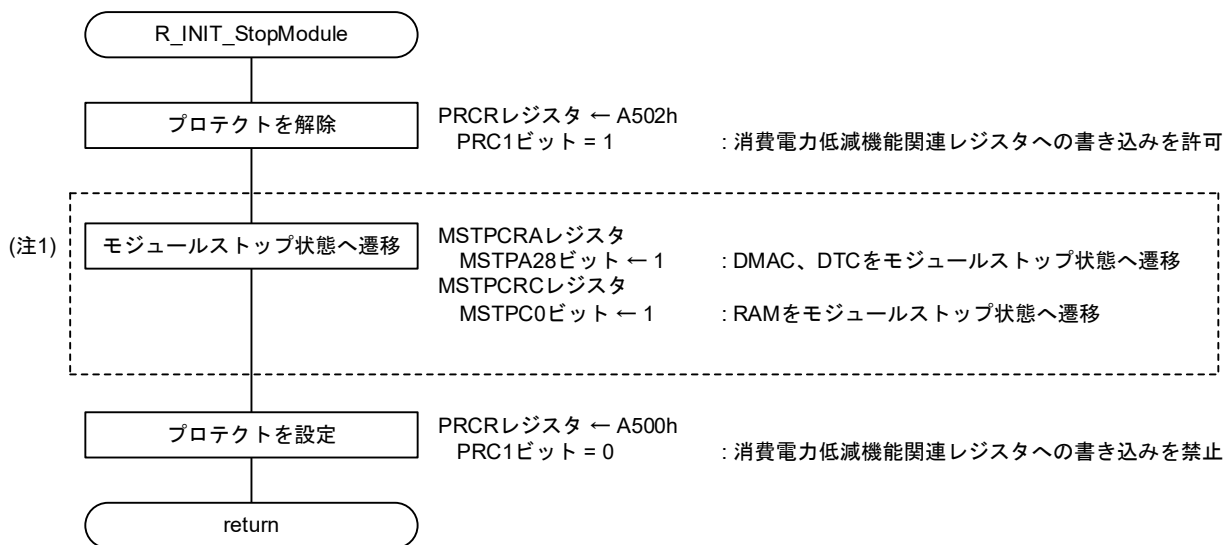 R_INIT_StopModule
プロテクトを解除
PRCRレジスタ ← A502h
PRC1ビット = 1 : 消費電力低減機能関連レジスタへの書き込みを許可
(注1)
モジュールストップ状態へ遷移
MSTPCRAレジスタ
MSTPA28ビット ← 1 : DMAC、DTCをモジュールストップ状態へ遷移
MSTPCRCレジスタ
MSTPC0ビット ← 1 : RAMをモジュールストップ状態へ遷移
プロテクトを設定
PRCRレジスタ ← A500h
PRC1ビット = 0 : 消費電力低減機能関連レジスタへの書き込みを禁止
return